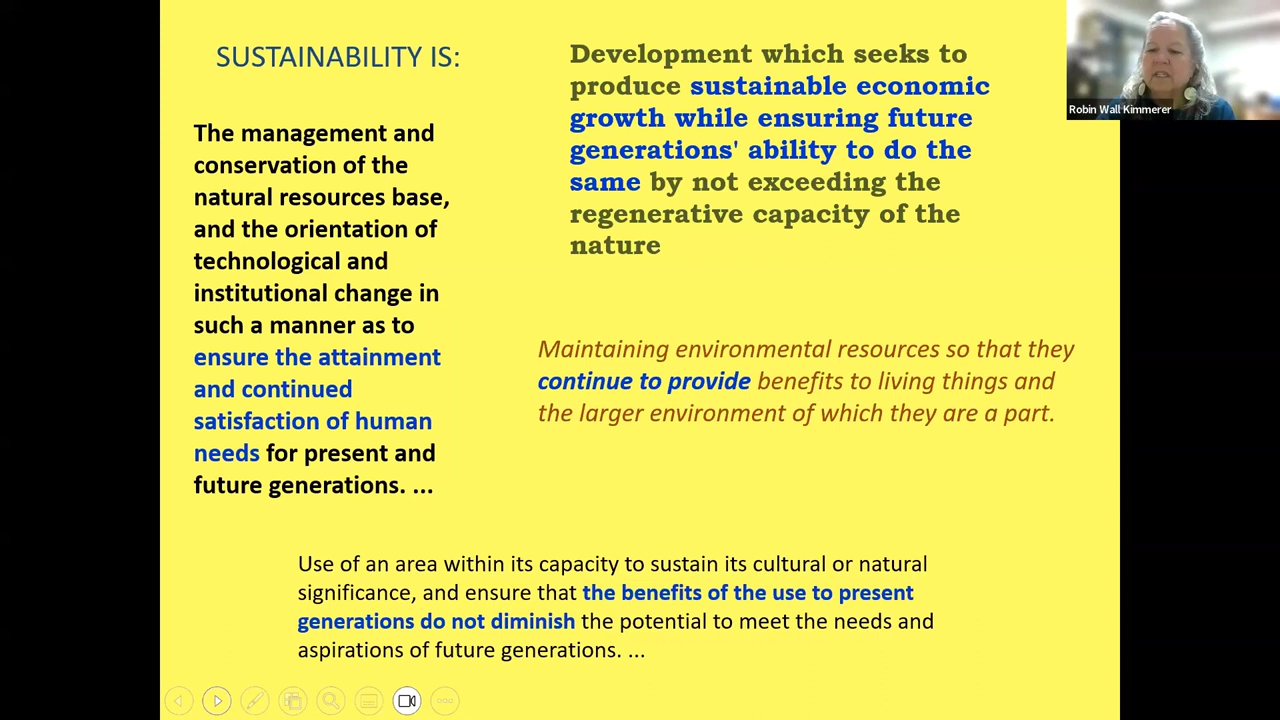 SUSTAINABILITY IS:
The management and
conservation of the
natural resources base,
and the orientation of
technological and
institutional change in
such a manner as to
ensure the attainment
and continued
satisfaction of human
needs for present and
future generations. ...
Development which seeks to
produce sustainable economic
growth while ensuring future
generations' ability to do the
same by not exceeding the
regenerative capacity of the
nature
Maintaining environmental resources so that they
continue to provide benefits to living things and
the larger environment of which they are a part.
Use of an area within its capacity to sustain its cultural or natural
significance, and ensure that the benefits of the use to present
generations do not diminish the potential to meet the needs and
aspirations of future generations. ...
Robin Wall Kimmerer